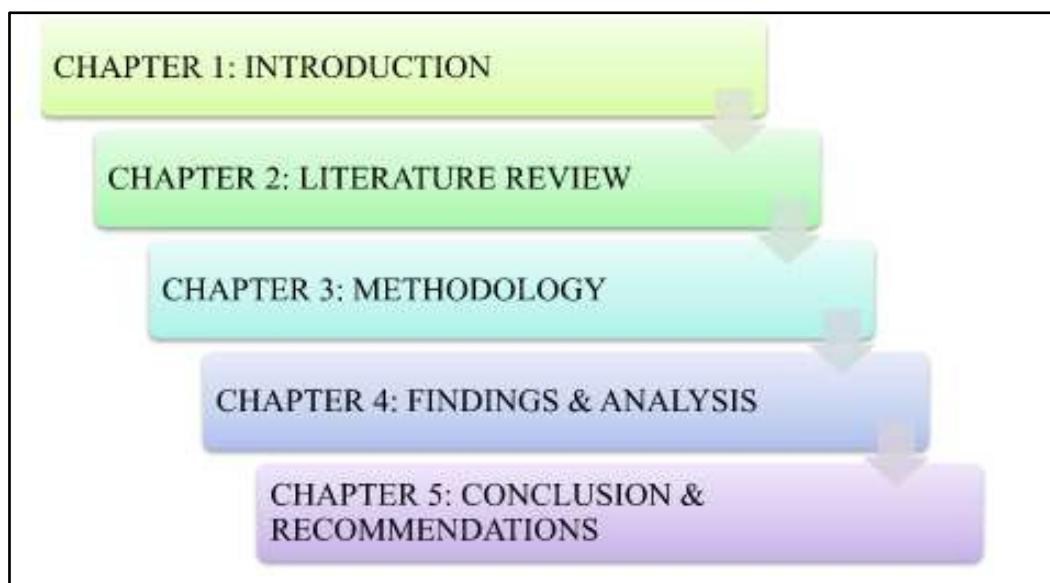 CHAPTER 1: INTRODUCTION
CHAPTER 2: LITERATURE REVIEW
CHAPTER 3: METHODOLOGY
CHAPTER 4: FINDINGS & ANALYSIS
CHAPTER 5: CONCLUSION &
RECOMMENDATIONS